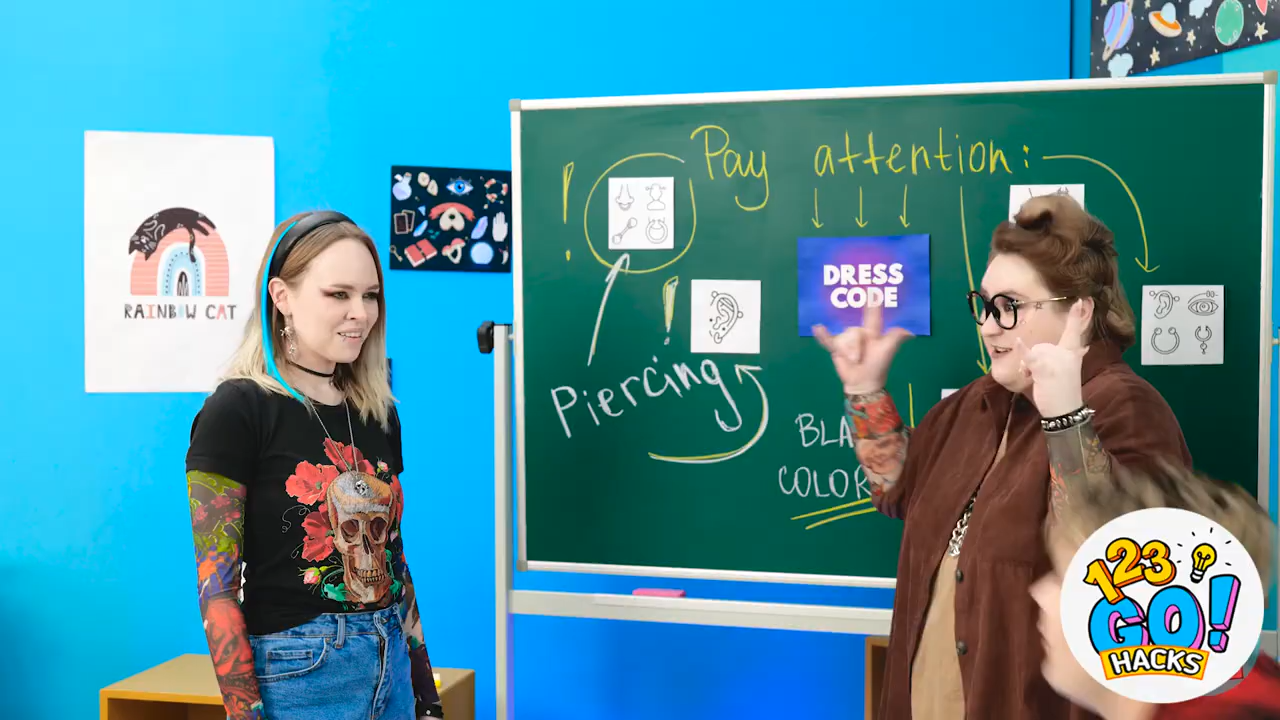 Pay attention:
DRESS
CODE
RAINBOW CAT
Piercing
BLA
COLOR
123
GO!
HACKS